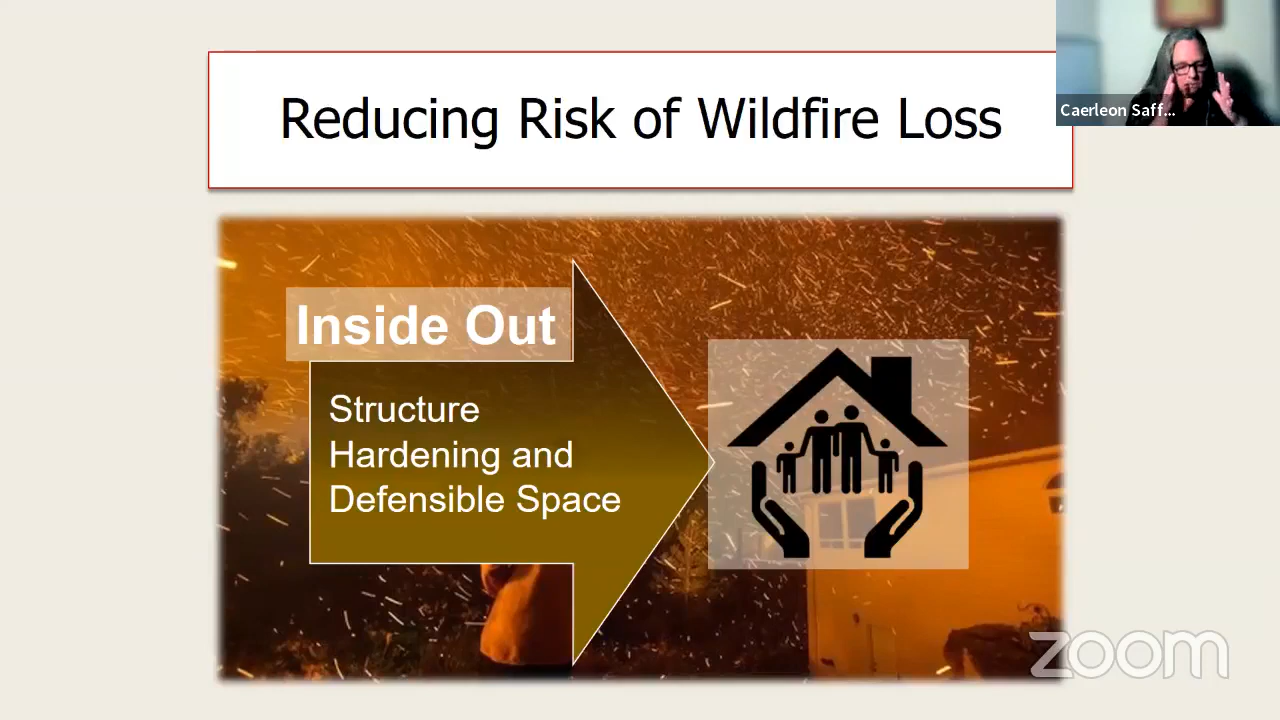 Reducing Risk of Wildfire Loss
Caerleon Saff...
Inside Out
Structure
Hardening and
Defensible Space
zoom